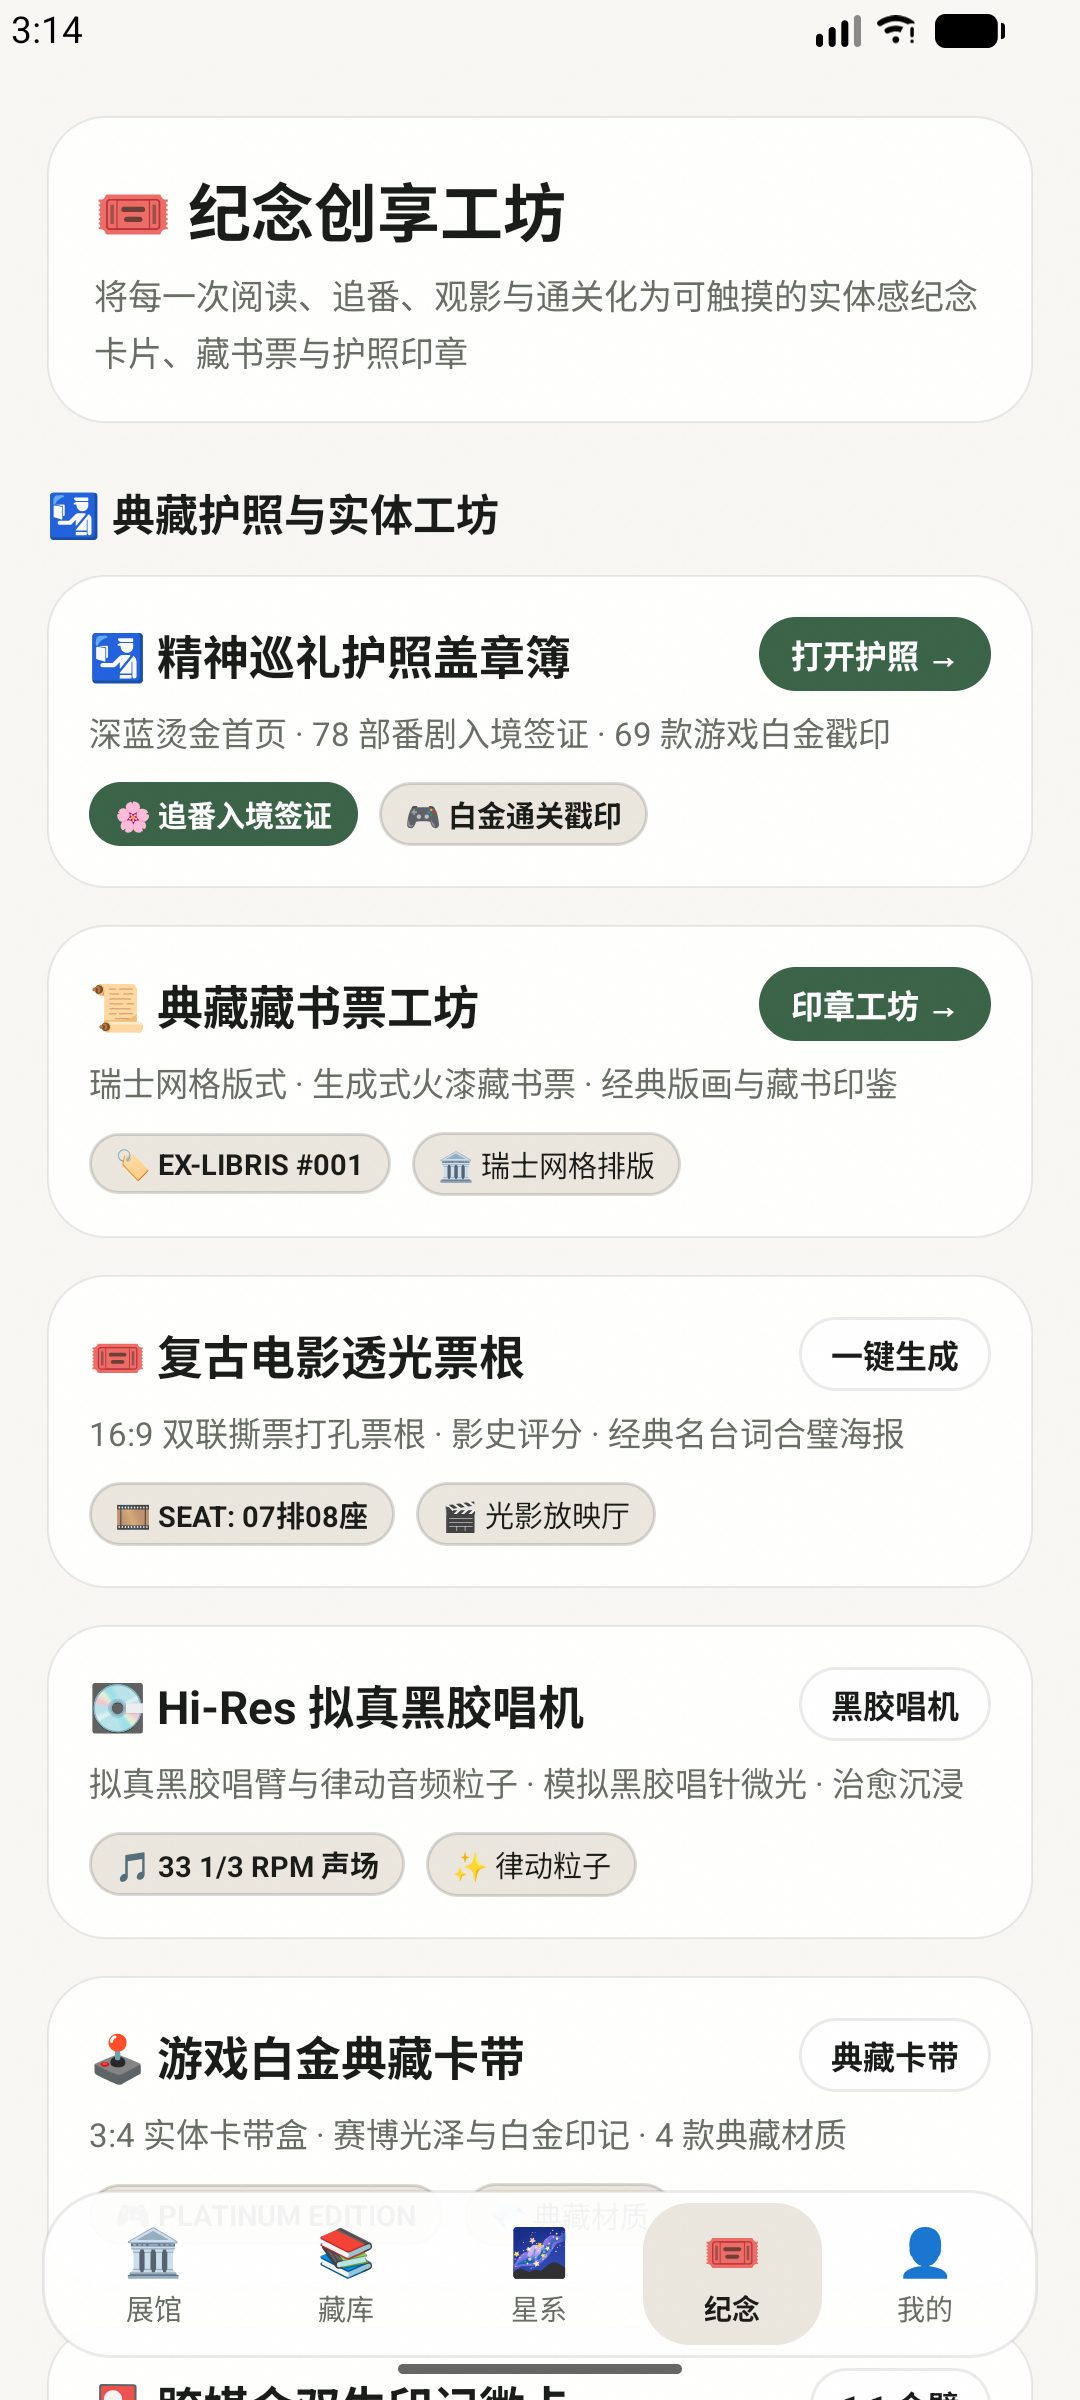 3:14
纪念创享工坊
将每一次阅读、追番、观影与通关化为可触摸的实体感纪念
卡片、藏书票与护照印章
典藏护照与实体工坊
精神巡礼护照盖章簿
打开护照 →
深蓝烫金首页 · 78 部番剧入境签证 · 69 款游戏白金戳印
追番入境签证
白金通关戳印
典藏藏书票工坊
印章工坊 →
瑞士网格版式 · 生成式火漆藏书票 · 经典版画与藏书印鉴
EX-LIBRIS #001
瑞士网格排版
复古电影透光票根
一键生成
16:9 双联撕票打孔票根 · 影史评分 · 经典名台词合璧海报
SEAT: 07排08座
光影放映厅
Hi-Res 拟真黑胶唱机
黑胶唱机
拟真黑胶唱臂与律动音频粒子 · 模拟黑胶唱针微光 · 治愈沉浸
33 1/3 RPM 声场
律动粒子
游戏白金典藏卡带
典藏卡带
3:4 实体卡带盒 · 赛博光泽与白金印记 · 4 款典藏材质
PLATINUM EDITION
典藏材质
展馆
藏库
星系
纪念
我的